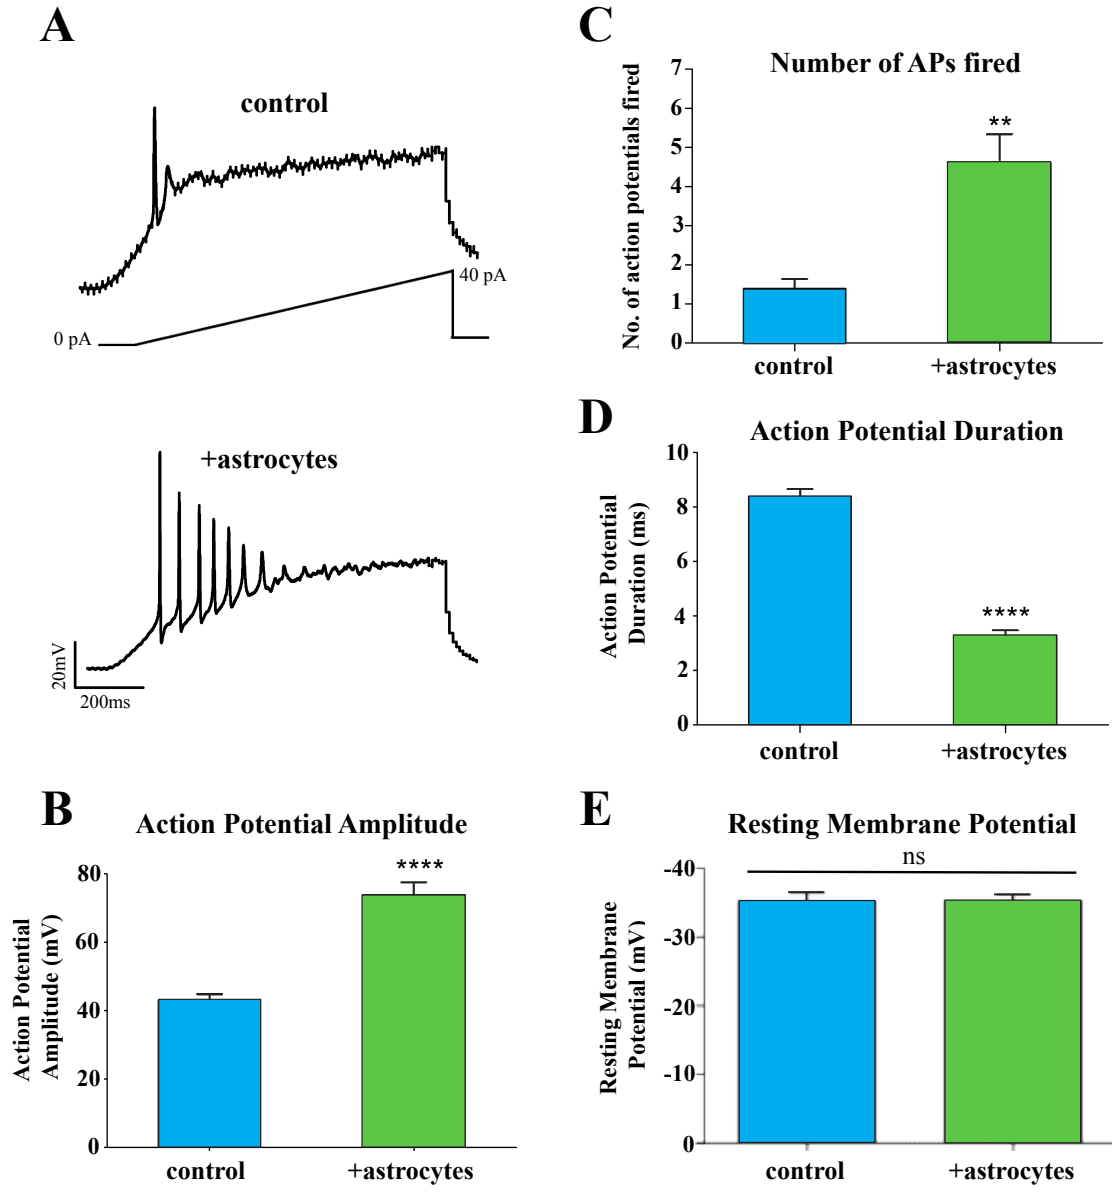 A
control
0 pA
40 pA
+astrocytes
20mV
200ms
B
Action Potential Amplitude
Action Potential
Amplitude (mV)
80
60
40
20
0
****
control
+astrocytes
C
Number of APs fired
No. of action potentials fired
7
6
5
4
3
2
1
0
**
control
+astrocytes
D
Action Potential Duration
Action Potential
Duration (ms)
10
8
6
4
2
0
****
control
+astrocytes
E
Resting Membrane Potential
ns
Resting Membrane
Potential (mV)
-40
-30
-20
-10
0
control
+astrocytes